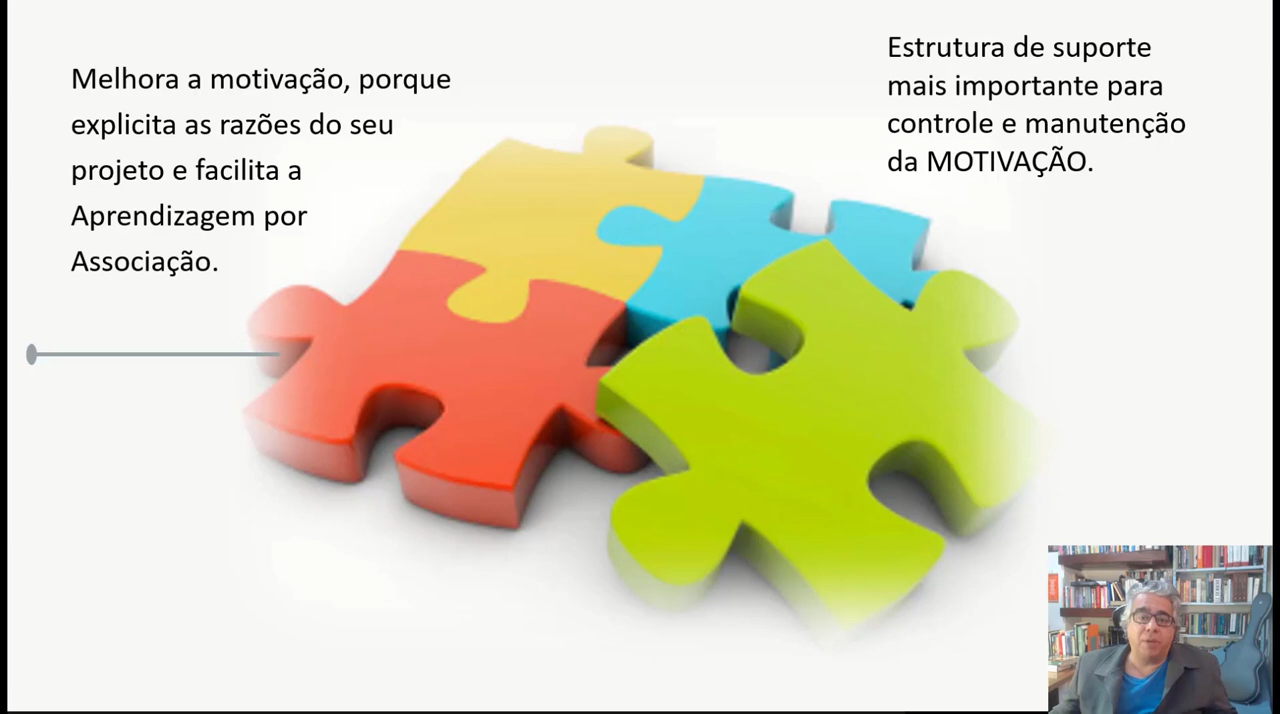 Melhora a motivação, porque
explicita as razões do seu
projeto e facilita a
Aprendizagem por
Associação.
Estrutura de suporte
mais importante para
controle e manutenção
da MOTIVAÇÃO.